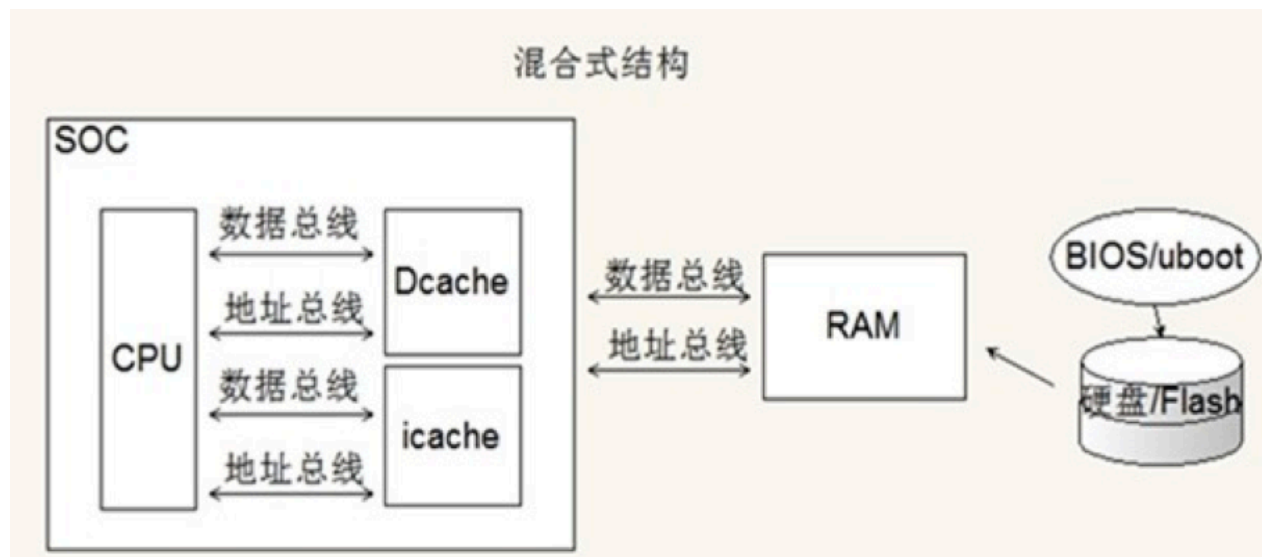 混合式结构
SOC
CPU
数据总线
地址总线
数据总线
地址总线
Dcache
icache
数据总线
地址总线
RAM
BIOS/uboot
硬盘/Flash